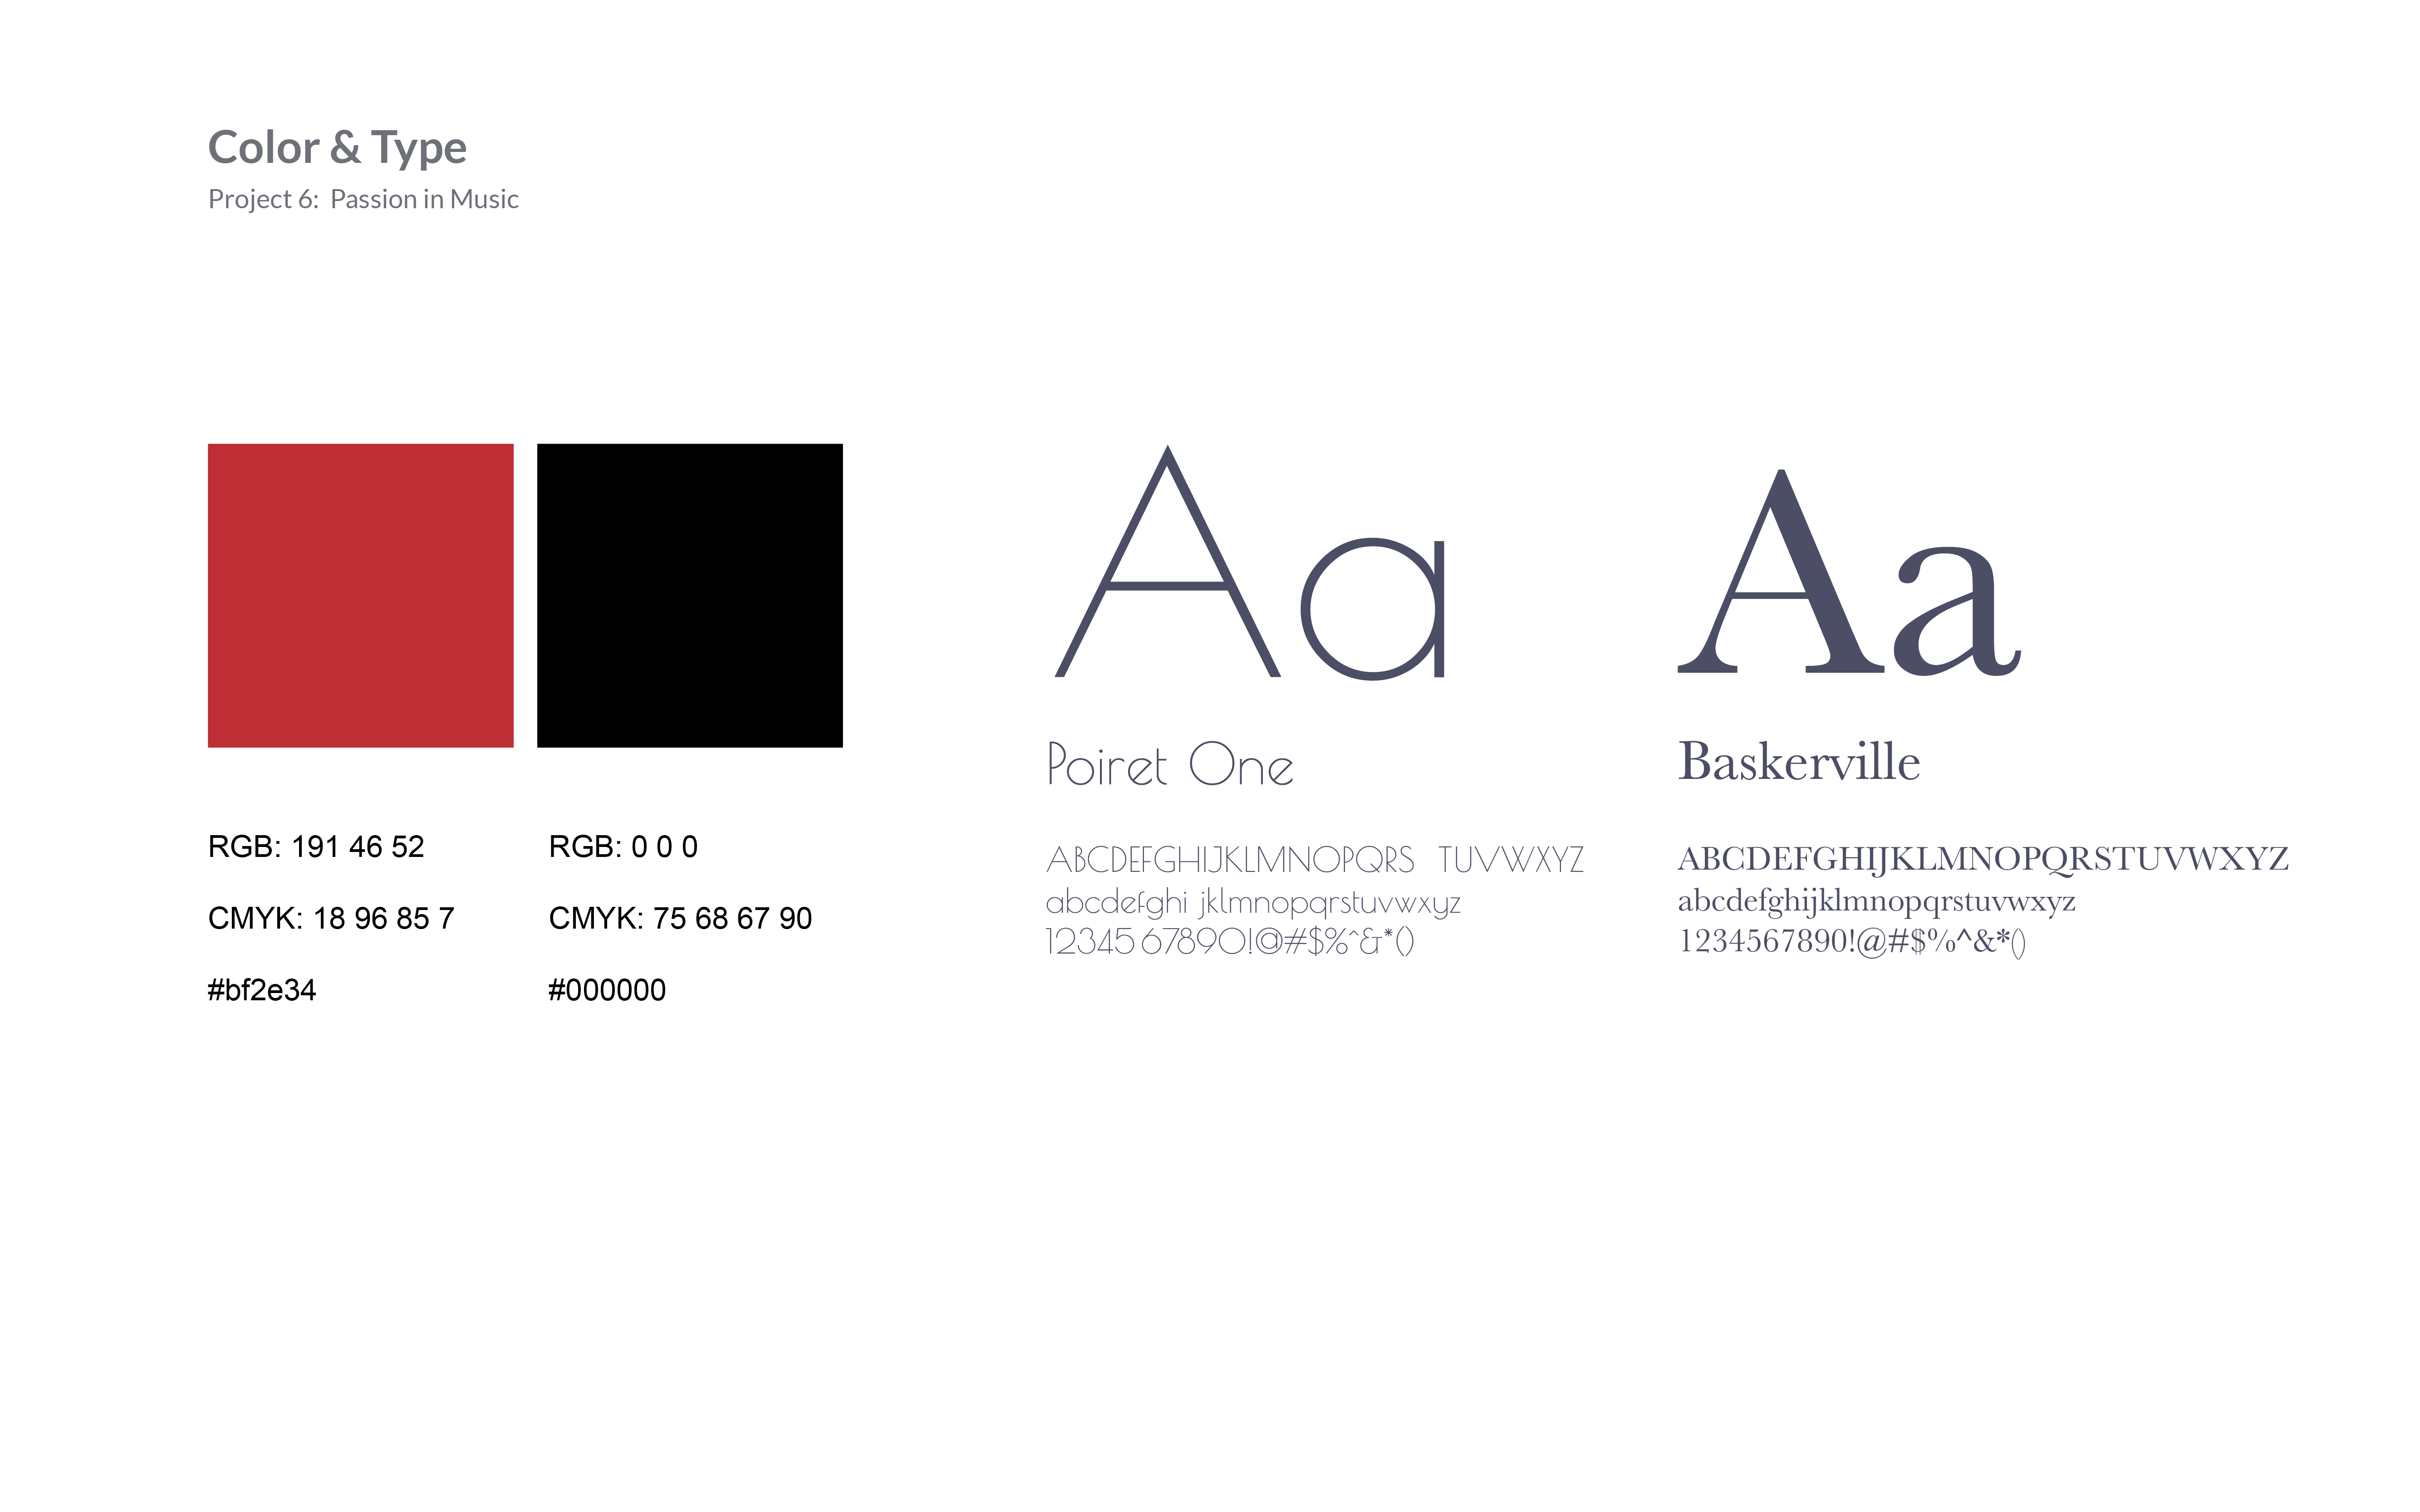 Color & Type
Project 6:  Passion in Music
RGB: 191 46 52
CMYK: 18 96 85 7
#bf2e34
RGB: 0 0 0
CMYK: 75 68 67 90
#000000
Aa
Poiret One
ABCDEFGHIJKLMNOPQRS  TUVWXYZ
abcdefghi jklmnopqrstuvwxyz
12345 67890!@#$%^&*()
Aa
Baskerville
ABCDEFGHIJKLMNOPQRSTUVWXYZ
abcdefghijklmnopqrstuvwxyz
1234567890!@#$%^&*()